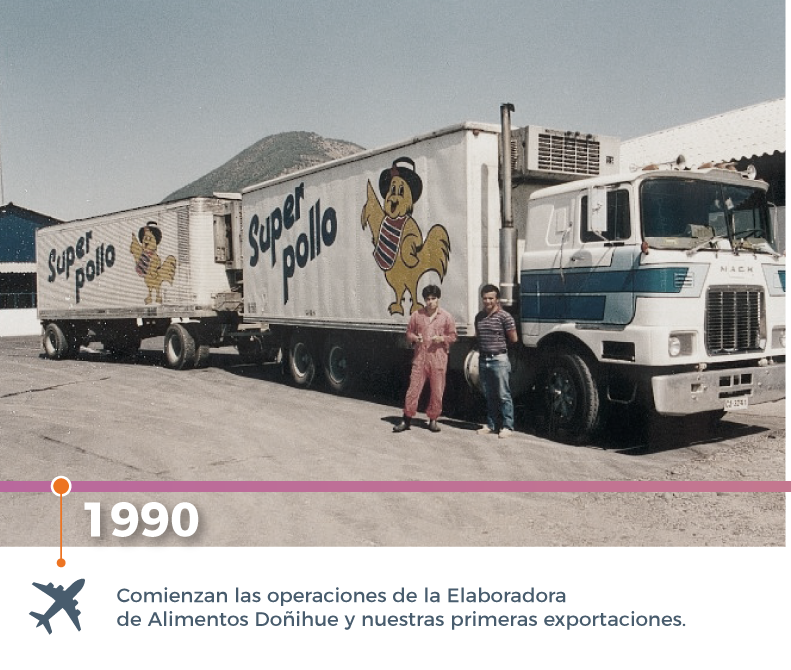 Super
pollo
Super
pollo
MACK
1990
Comienzan las operaciones de la Elaboradora
de Alimentos Doñihue y nuestras primeras exportaciones.